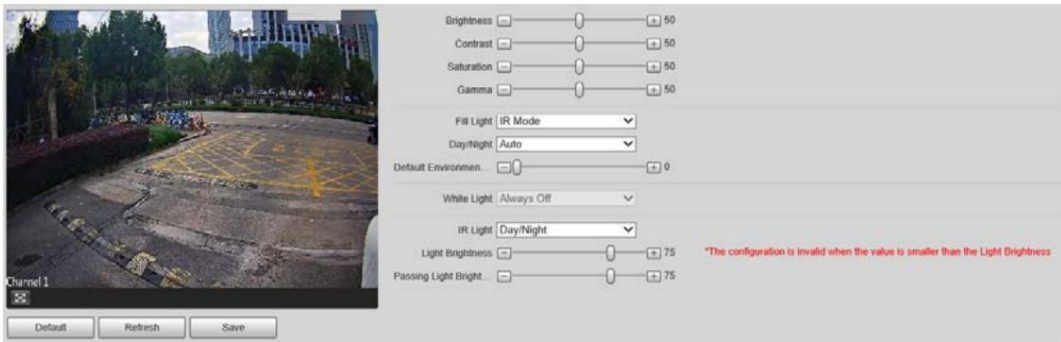 Brightness 50
Contrast 50
Saturation 50
Gamma 50
Fill Light IR Mode
Day/Night Auto
Default Environmen... 0
White Light Always Off
IR Light Day/Night
Light Brightness 75 *The configuration is invalid when the value is smaller than the Light Brightness
Passing Light Bright... 75
Channel 1
Default Refresh Save